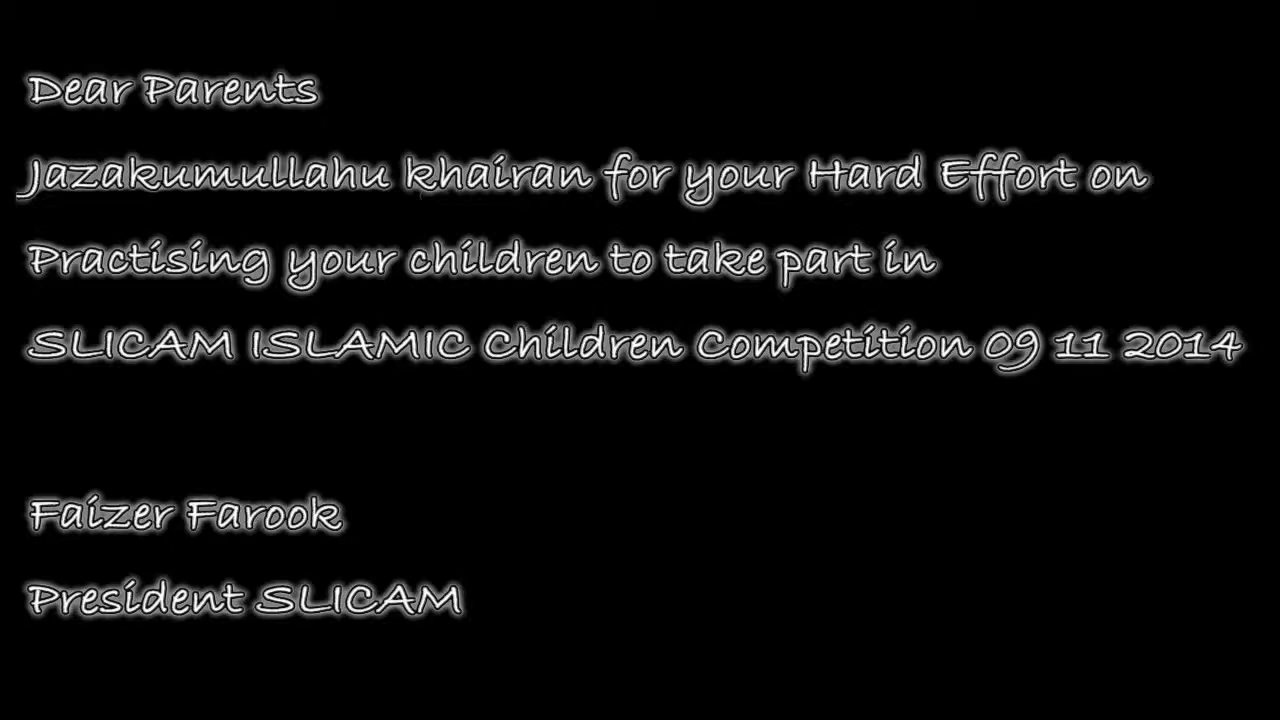 Dear Parents
Jazakumullahu khairan for your Hard Effort on
Practising your children to take part in
SLICAM ISLAMIC Children Competition 09 11 2014
Faizer Farook
President SLICAM